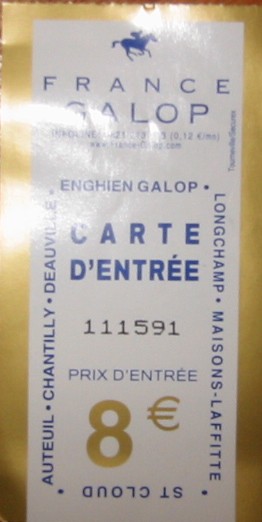 FRANCE
GALOP
www.france-galop.com
ENGHIEN GALOP •
CARTE
D'ENTRÉE
111591
PRIX D'ENTRÉE
8 €
AUTEUIL • CHANTILLY • DEAUVILLE •
LONGCHAMP • MAISONS-LAFFITTE
• ST CLOUD •